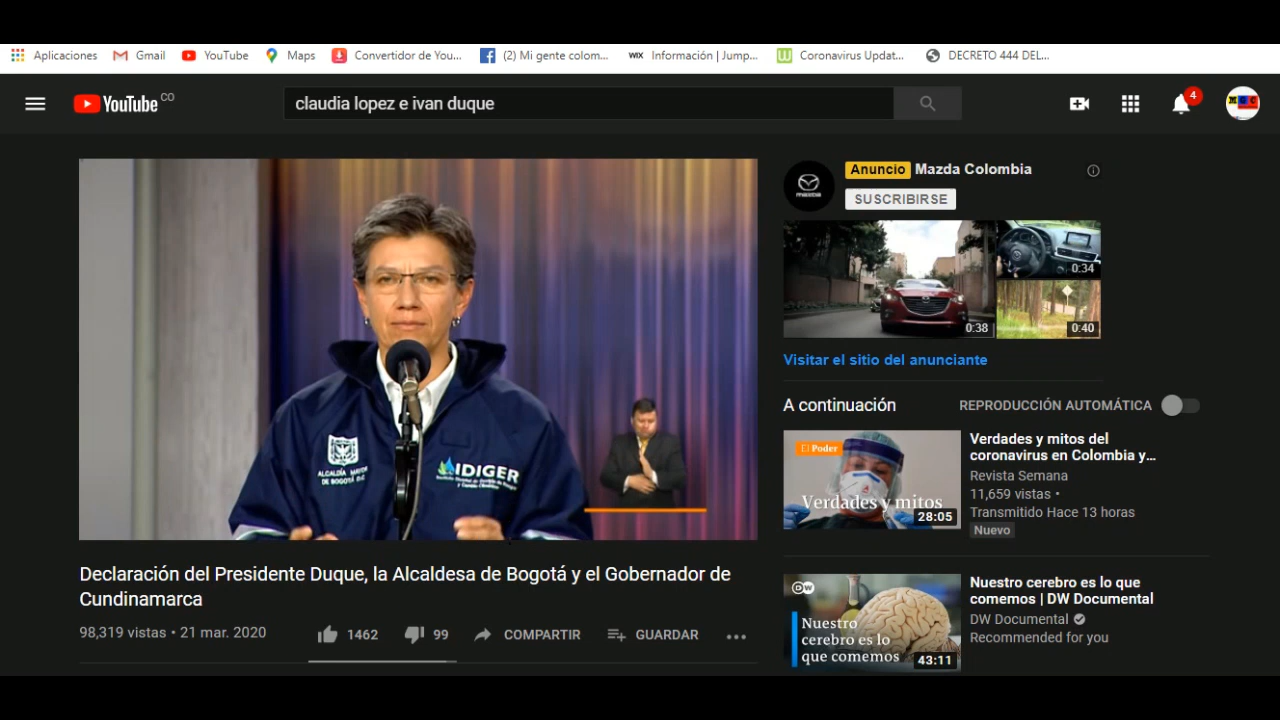 Aplicaciones Gmail YouTube Maps Convertidor de You... (2) Mi gente colom... WIX Información | Jump... Coronavirus Updat... DECRETO 444 DEL...
YouTube CO claudia lopez e ivan duque 4
Anuncio Mazda Colombia
mazda
SUSCRIBIRSE
0:34
0:38
0:40
Visitar el sitio del anunciante
A continuación REPRODUCCIÓN AUTOMÁTICA
Poder
Verdades y mitos
28:05
Verdades y mitos del
coronavirus en Colombia y...
Revista Semana
11,659 vistas •
Transmitido Hace 13 horas
Nuevo
DW
Nuestro
cerebro es lo
que comemos
43:11
Nuestro cerebro es lo que
comemos | DW Documental
DW Documental
Recommended for you
ALCALDÍA MAYOR
DE BOGOTÁ D.C.
IDIGER
Declaración del Presidente Duque, la Alcaldesa de Bogotá y el Gobernador de
Cundinamarca
98,319 vistas • 21 mar. 2020 1462 99 COMPARTIR GUARDAR